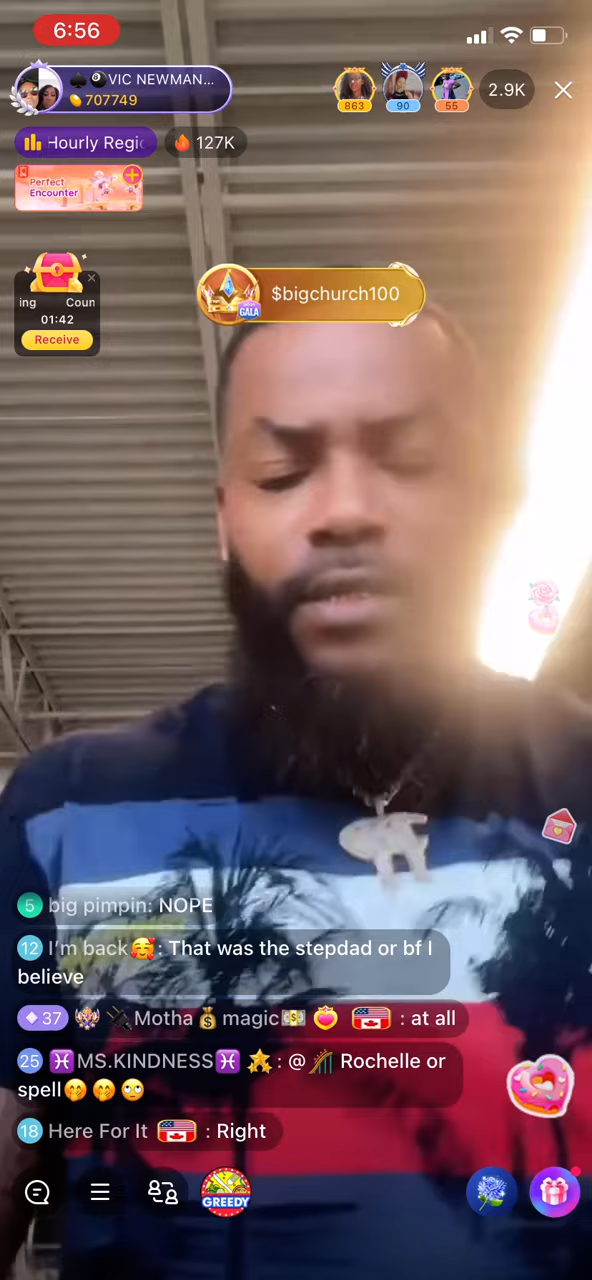 6:56
VIC NEWMAN...
707749
863
90
55
2.9K
Hourly Regi
127K
Perfect
Encounter
ing Coun
01:42
Receive
GALA
$bigchurch100
5 big pimpin: NOPE
12 I'm back🥰: That was the stepdad or bf I
believe
37 🔌Motha💰magic💵 : at all
25 ♓MS.KINDNESS♓ : @ Rochelle or
spell🤭🤭🙄
18 Here For It : Right
GREEDY